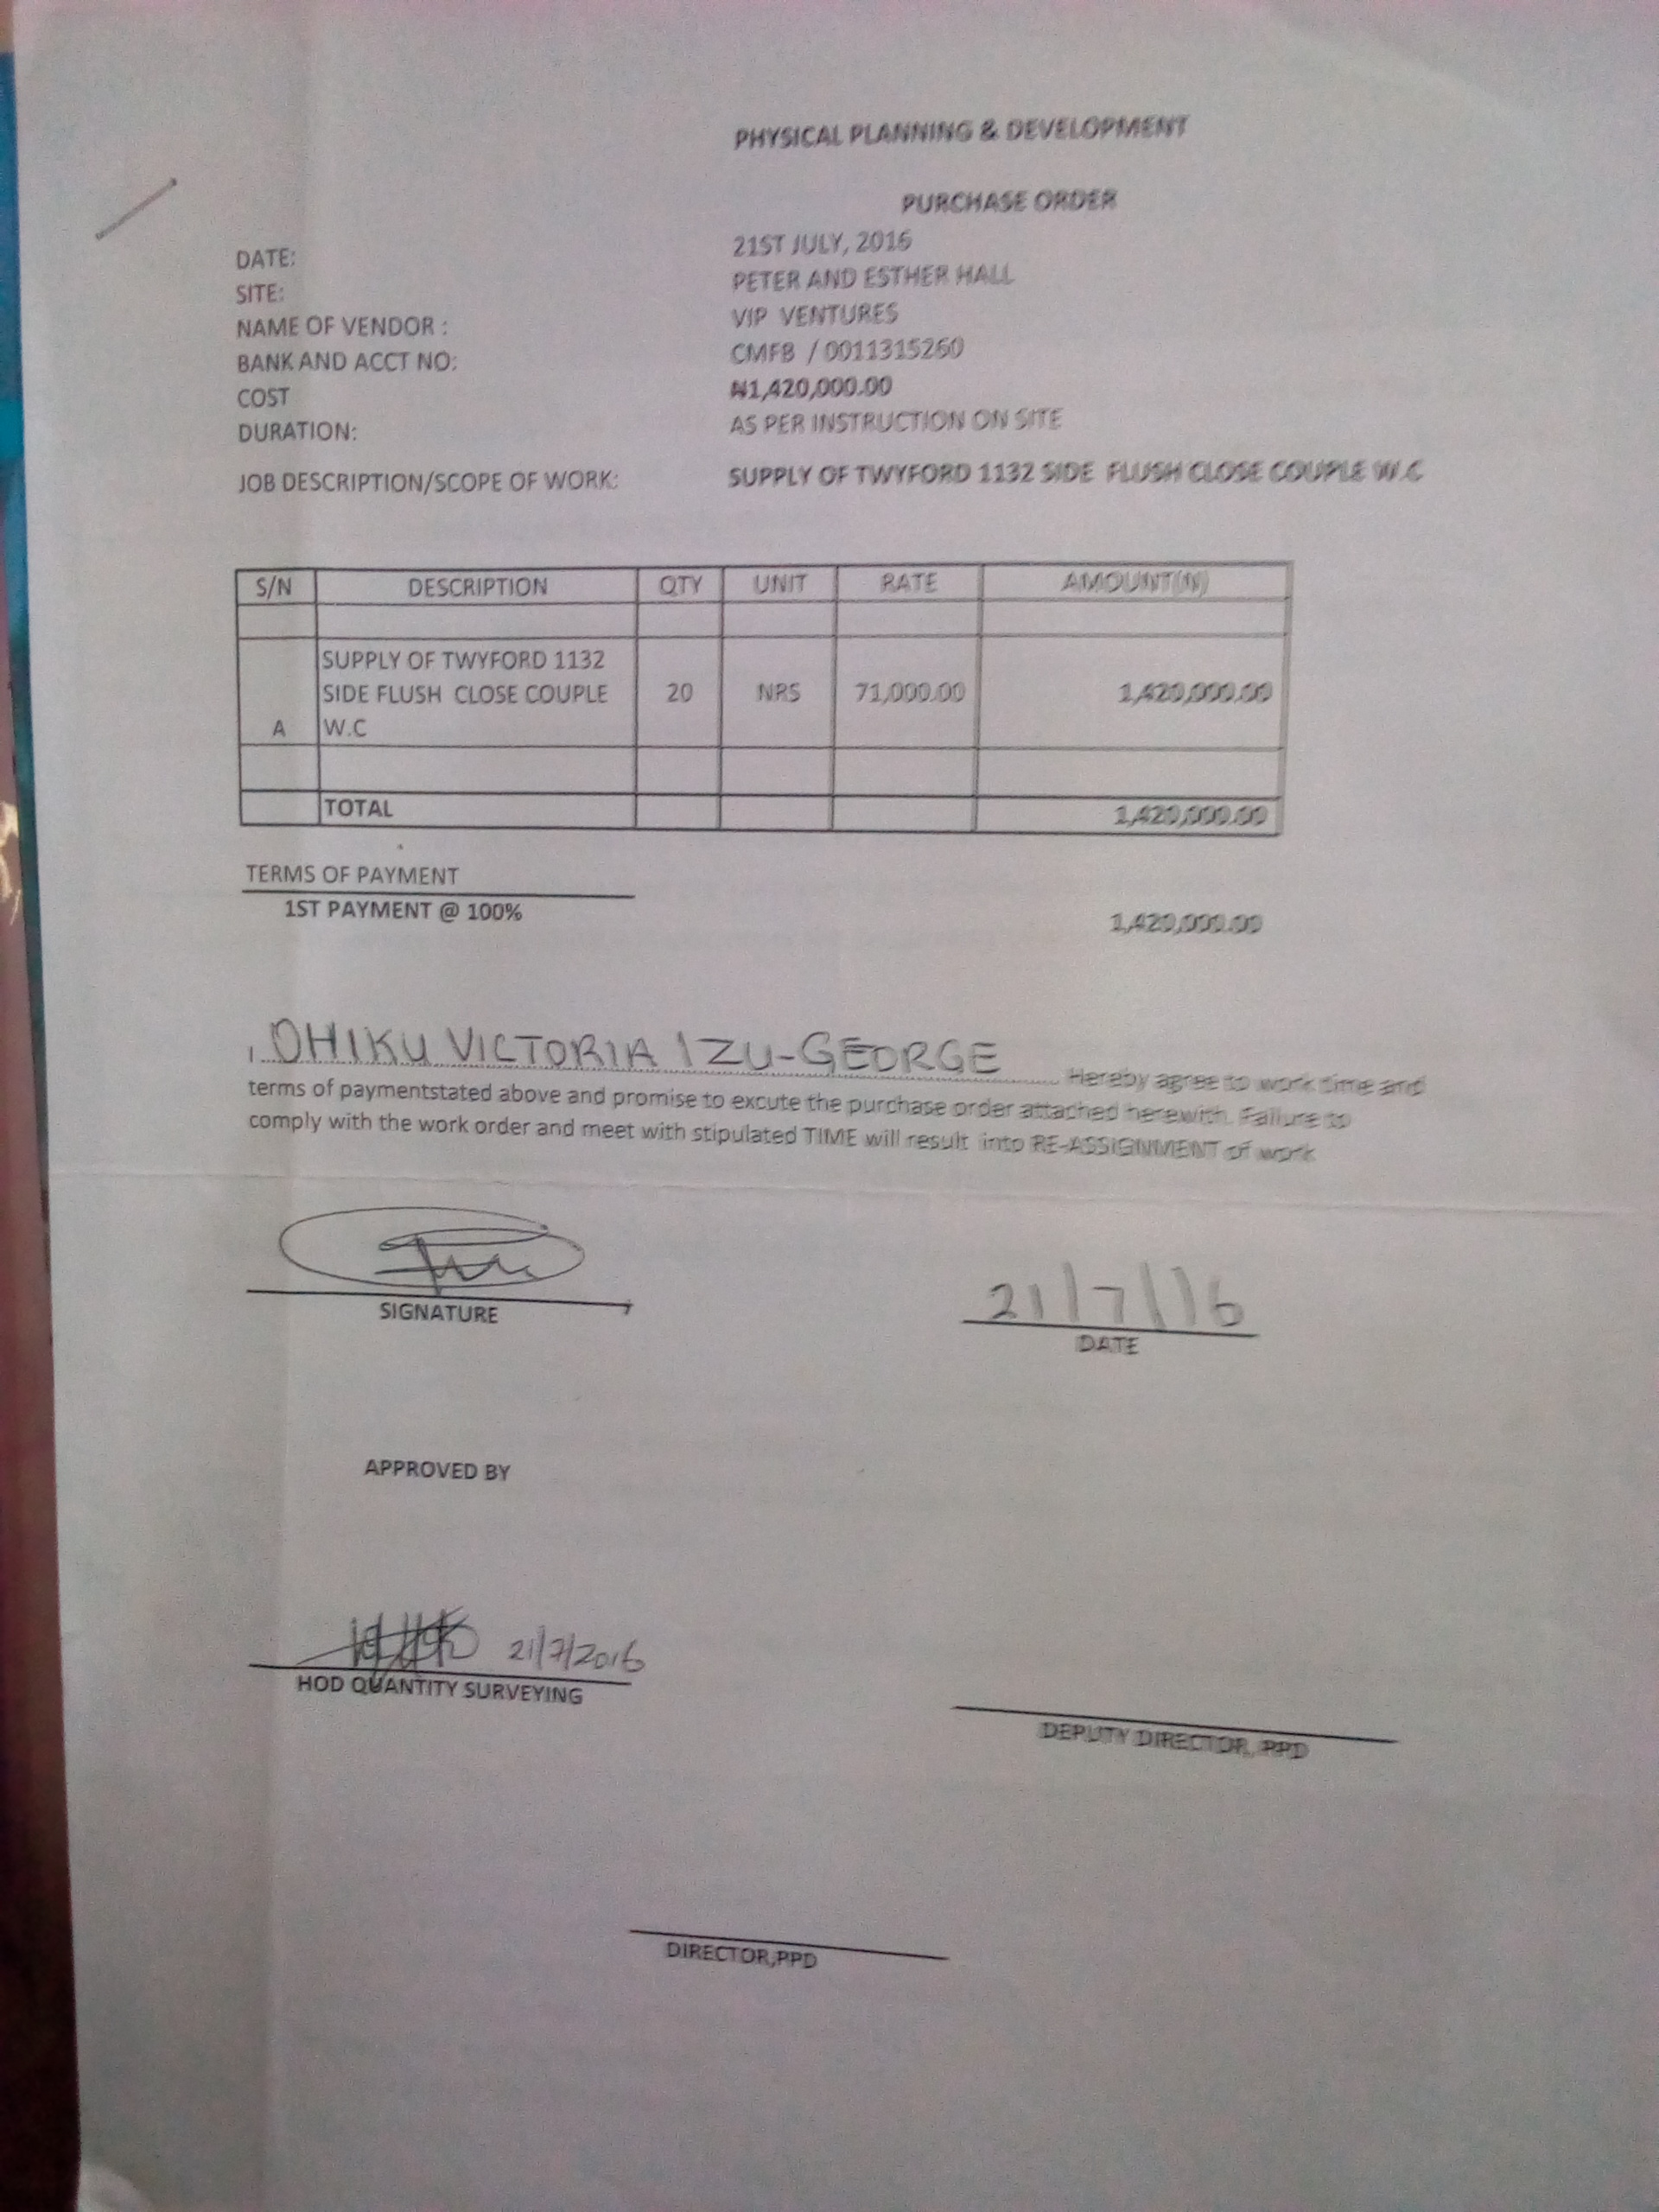 PHYSICAL PLANNING & DEVELOPMENT
PURCHASE ORDER
DATE: 21ST JULY, 2016
SITE: PETER AND ESTHER HALL
NAME OF VENDOR : VIP VENTURES
BANK AND ACCT NO: CMFB / 0011315260
COST ₦1,420,000.00
DURATION: AS PER INSTRUCTION ON SITE
JOB DESCRIPTION/SCOPE OF WORK: SUPPLY OF TWYFORD 1132 SIDE FLUSH CLOSE COUPLE W.C
S/N DESCRIPTION QTY UNIT RATE AMOUNT(N)
SUPPLY OF TWYFORD 1132
SIDE FLUSH CLOSE COUPLE 20 NRS 71,000.00 1,420,000.00
A W.C
TOTAL 1,420,000.00
TERMS OF PAYMENT
1ST PAYMENT @ 100% 1,420,000.00
I OHIKU VICTORIA IZU-GEORGE Hereby agree to work time and
terms of paymentstated above and promise to excute the purchase order attached herewith. Failure to
comply with the work order and meet with stipulated TIME will result into RE-ASSIGNMENT of work
21/7/16
SIGNATURE DATE
APPROVED BY
21/7/2016
HOD QUANTITY SURVEYING
DEPUTY DIRECTOR, PPD
DIRECTOR,PPD